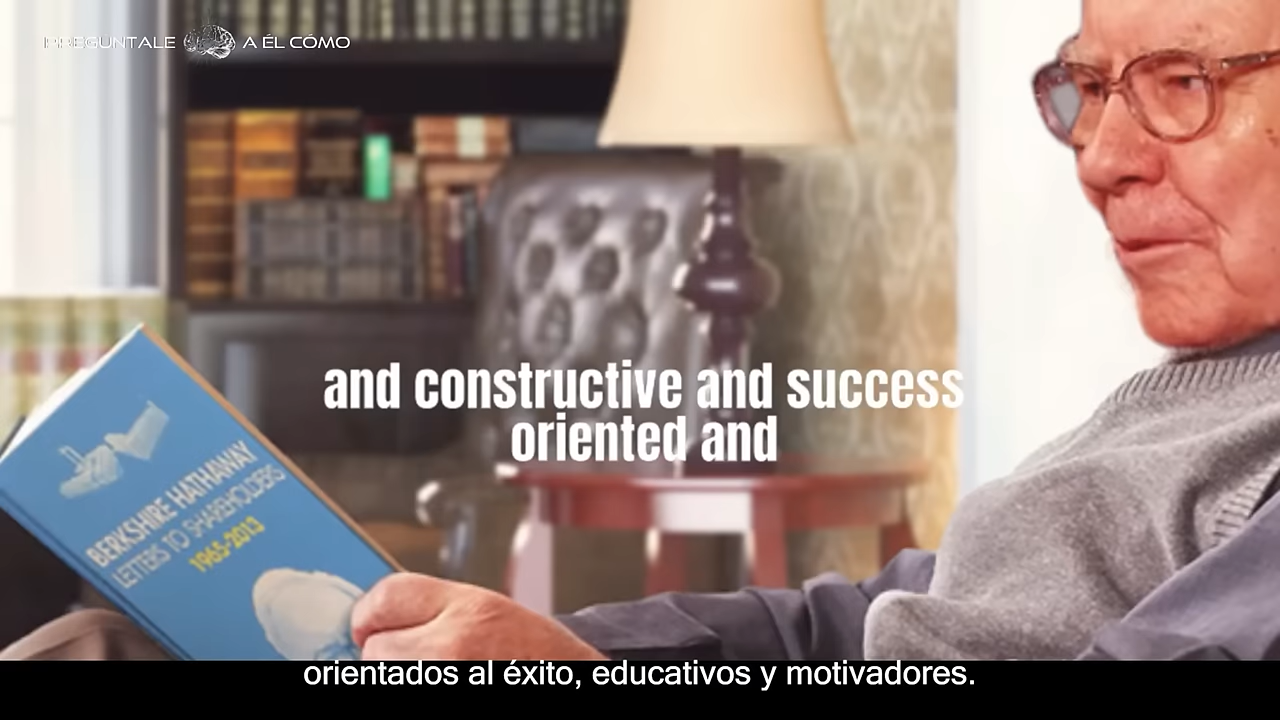 PREGUNTALE A ÉL CÓMO
and constructive and success
oriented and
BERKSHIRE HATHAWAY
LETTERS TO SHAREHOLDERS
1965-2013
orientados al éxito, educativos y motivadores.